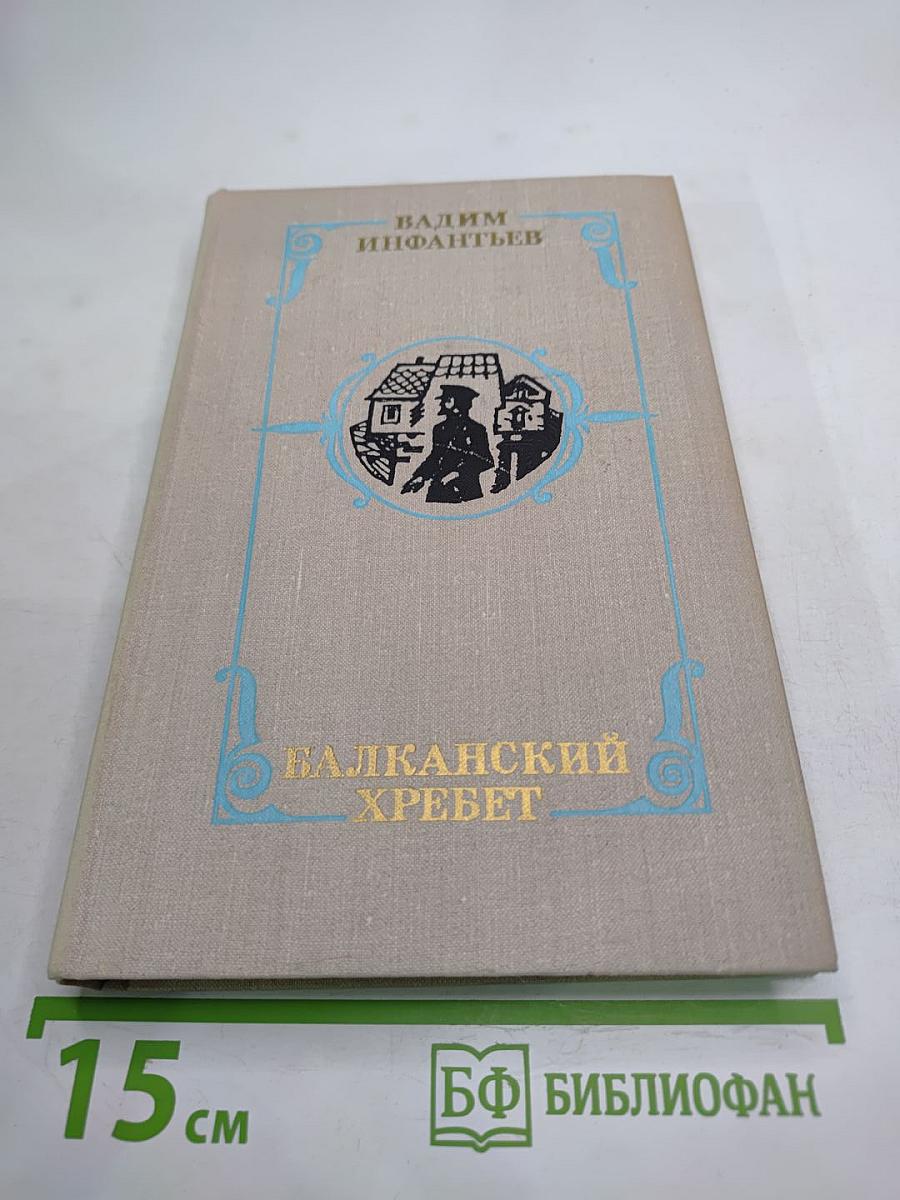 ВАДИМ
ИНФАНТЬЕВ
БАЛКАНСКИЙ
ХРЕБЕТ
15 см
БФ БИБЛИОФАН